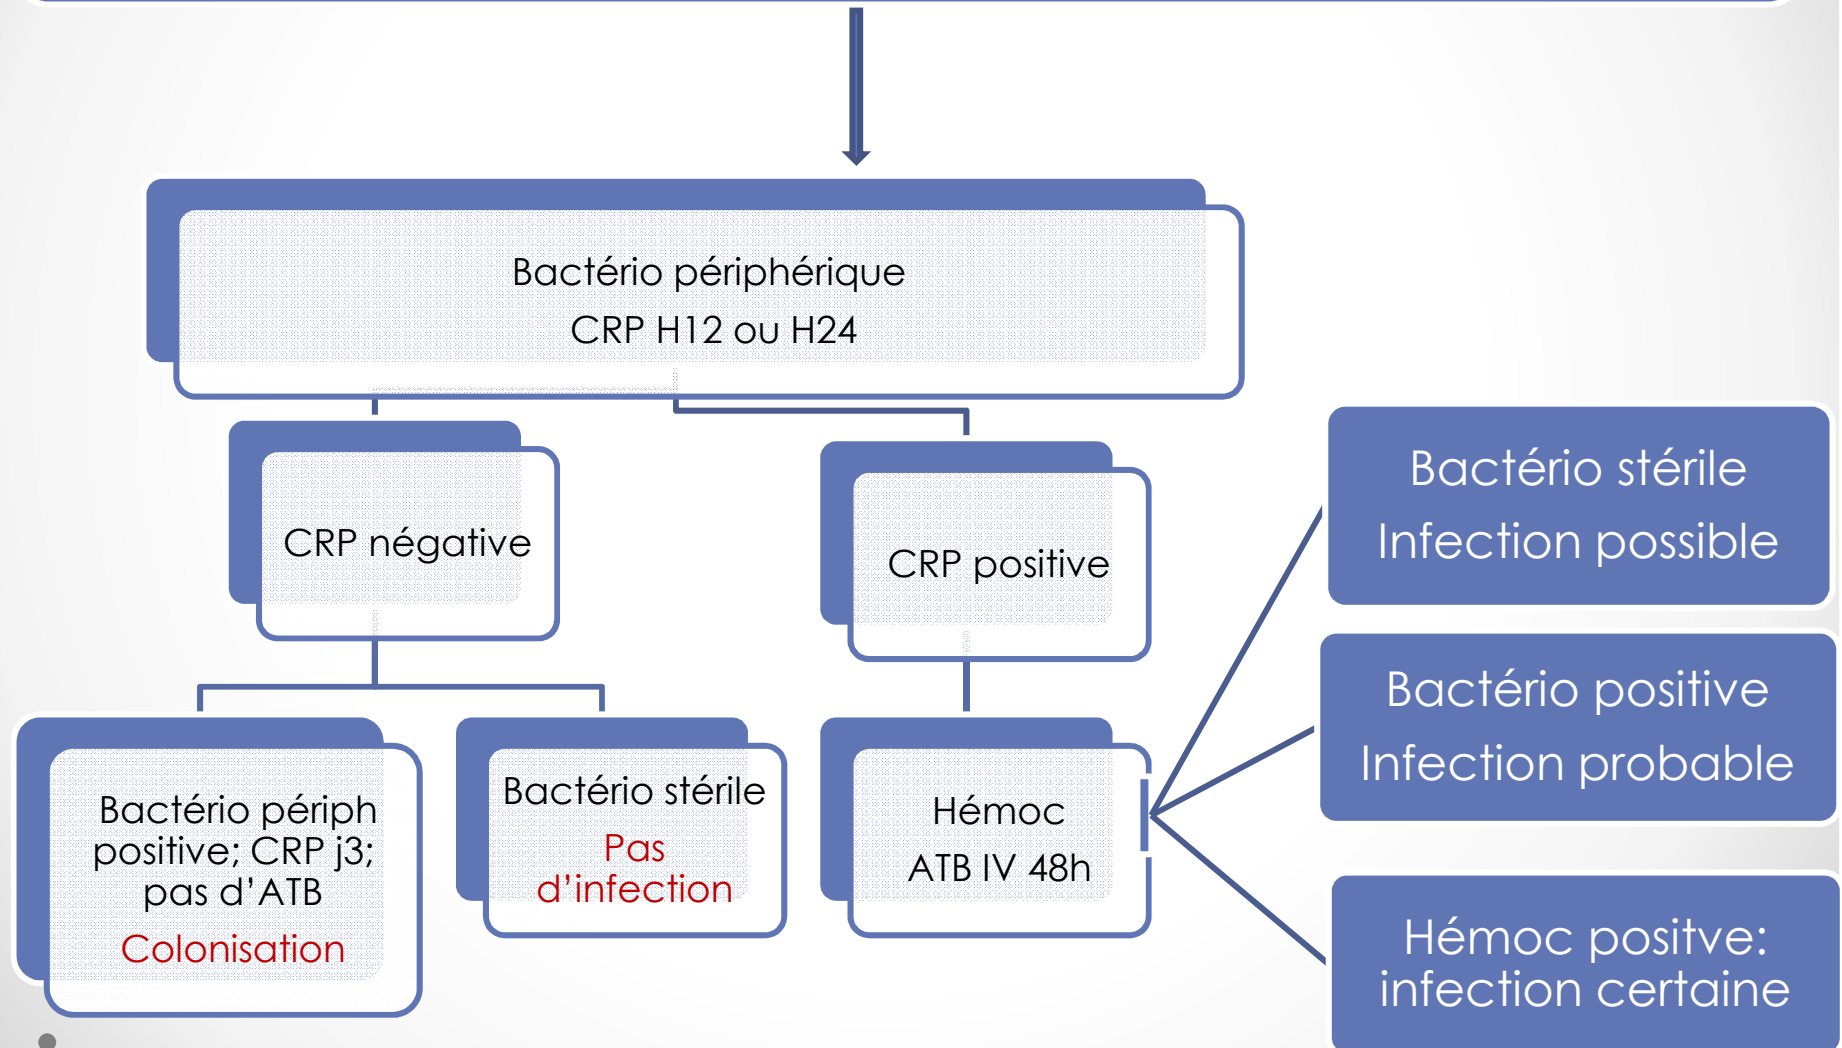 Bactério périphérique
CRP H12 ou H24
CRP négative
CRP positive
Bactério périph
positive; CRP j3;
pas d'ATB
Colonisation
Bactério stérile
Pas
d'infection
Hémoc
ATB IV 48h
Bactério stérile
Infection possible
Bactério positive
Infection probable
Hémoc positve:
infection certaine